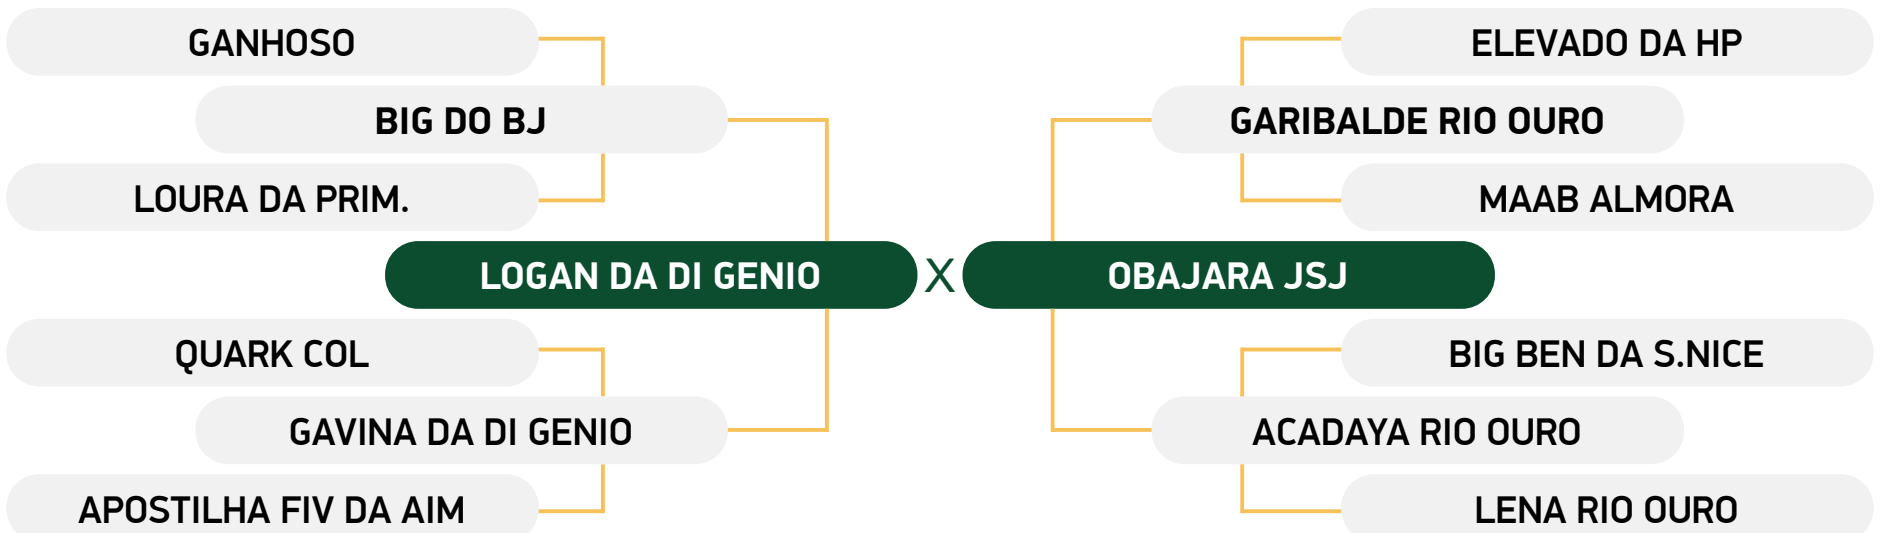 GANHOSO
ELEVADO DA HP
BIG DO BJ
GARIBALDE RIO OURO
LOURA DA PRIM.
MAAB ALMORA
LOGAN DA DI GENIO X OBAJARA JSJ
QUARK COL
BIG BEN DA S.NICE
GAVINA DA DI GENIO
ACADAYA RIO OURO
APOSTILHA FIV DA AIM
LENA RIO OURO